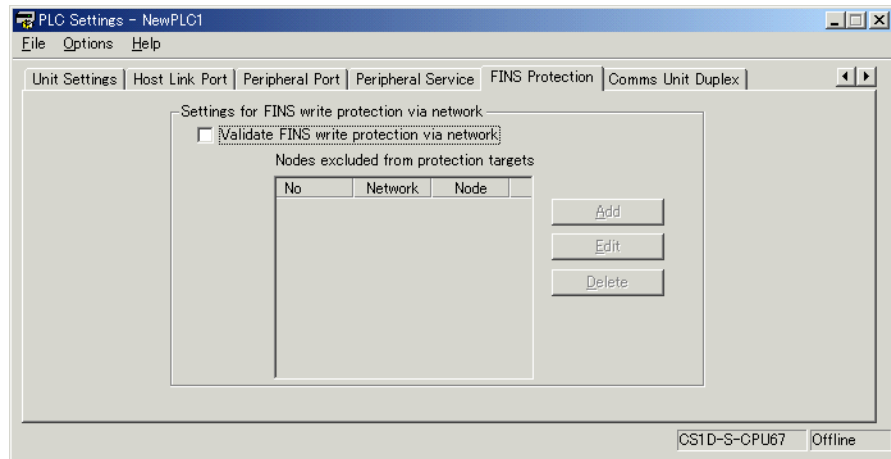 PLC Settings - NewPLC1
File Options Help
Unit Settings Host Link Port Peripheral Port Peripheral Service FINS Protection Comms Unit Duplex
Settings for FINS write protection via network
Validate FINS write protection via network
Nodes excluded from protection targets
No Network Node
Add
Edit
Delete
CS1D-S-CPU67 Offline